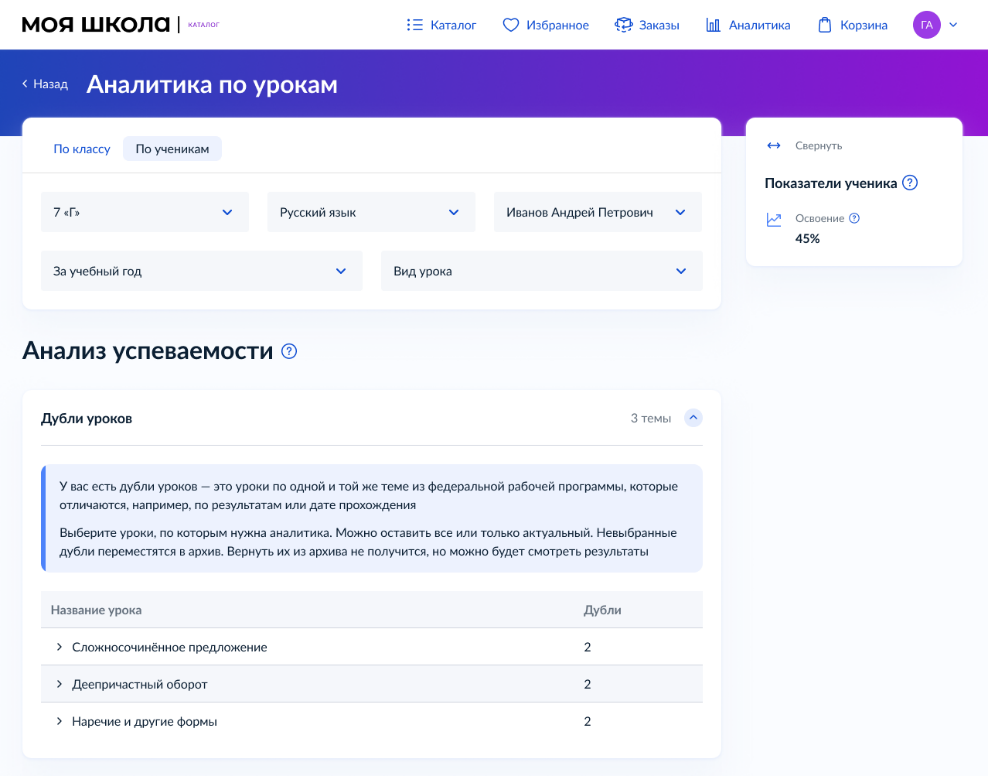 МОЯ ШКОЛА | КАТАЛОГ
Каталог
Избранное
Заказы
Аналитика
Корзина
ГА
Назад
Аналитика по урокам
По классу
По ученикам
7 «Г»
Русский язык
Иванов Андрей Петрович
За учебный год
Вид урока
Свернуть
Показатели ученика ?
Освоение ?
45%
Анализ успеваемости ?
Дубли уроков
3 темы
У вас есть дубли уроков — это уроки по одной и той же теме из федеральной рабочей программы, которые
отличаются, например, по результатам или дате прохождения
Выберите уроки, по которым нужна аналитика. Можно оставить все или только актуальный. Невыбранные
дубли переместятся в архив. Вернуть их из архива не получится, но можно будет смотреть результаты
Название урока
Дубли
Сложносочинённое предложение
2
Деепричастный оборот
2
Наречие и другие формы
2